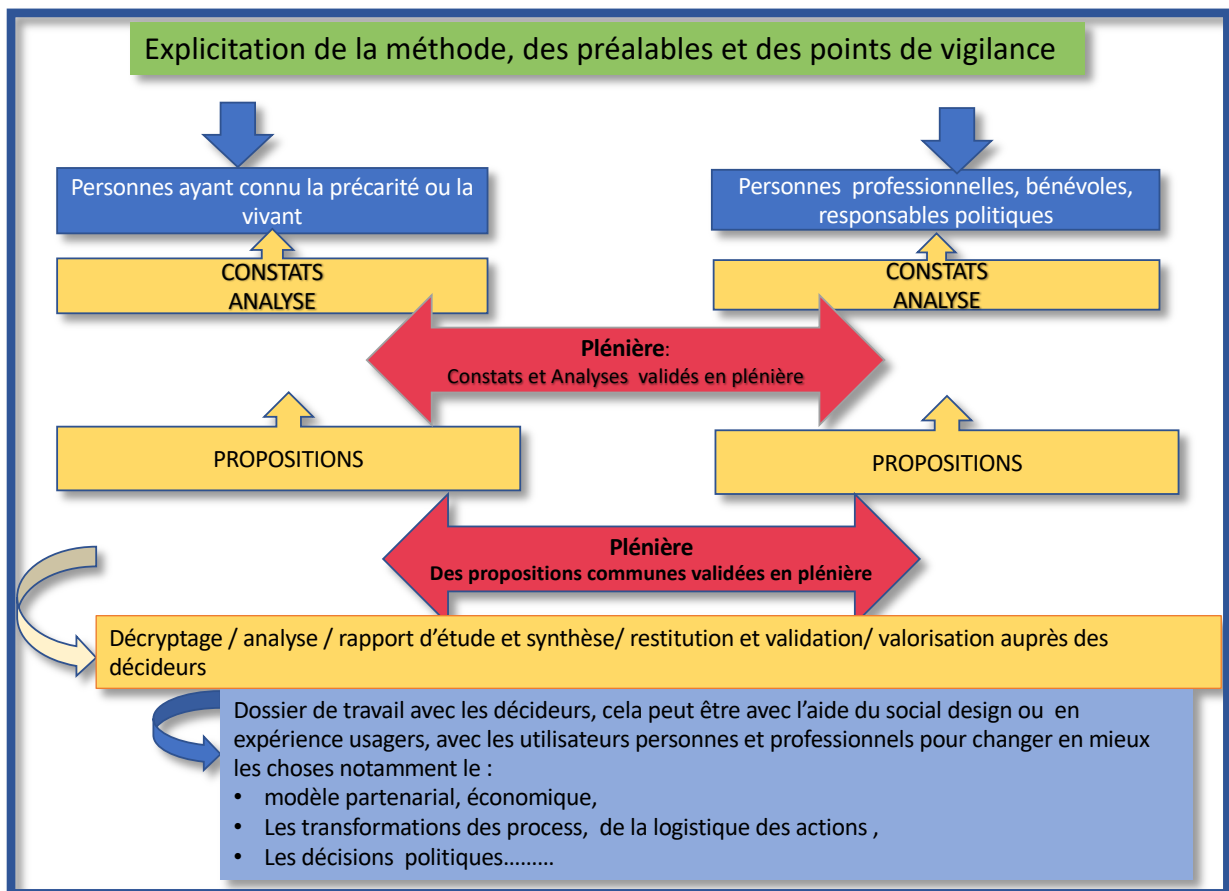 Explicitation de la méthode, des préalables et des points de vigilance
Personnes ayant connu la précarité ou la
vivant
Personnes professionnelles, bénévoles,
responsables politiques
CONSTATS
ANALYSE
CONSTATS
ANALYSE
Plénière:
Constats et Analyses validés en plénière
PROPOSITIONS
PROPOSITIONS
Plénière
Des propositions communes validées en plénière
Décryptage / analyse / rapport d’étude et synthèse/ restitution et validation/ valorisation auprès des
décideurs
Dossier de travail avec les décideurs, cela peut être avec l’aide du social design ou en
expérience usagers, avec les utilisateurs personnes et professionnels pour changer en mieux
les choses notamment le :
• modèle partenarial, économique,
• Les transformations des process, de la logistique des actions ,
• Les décisions politiques.........